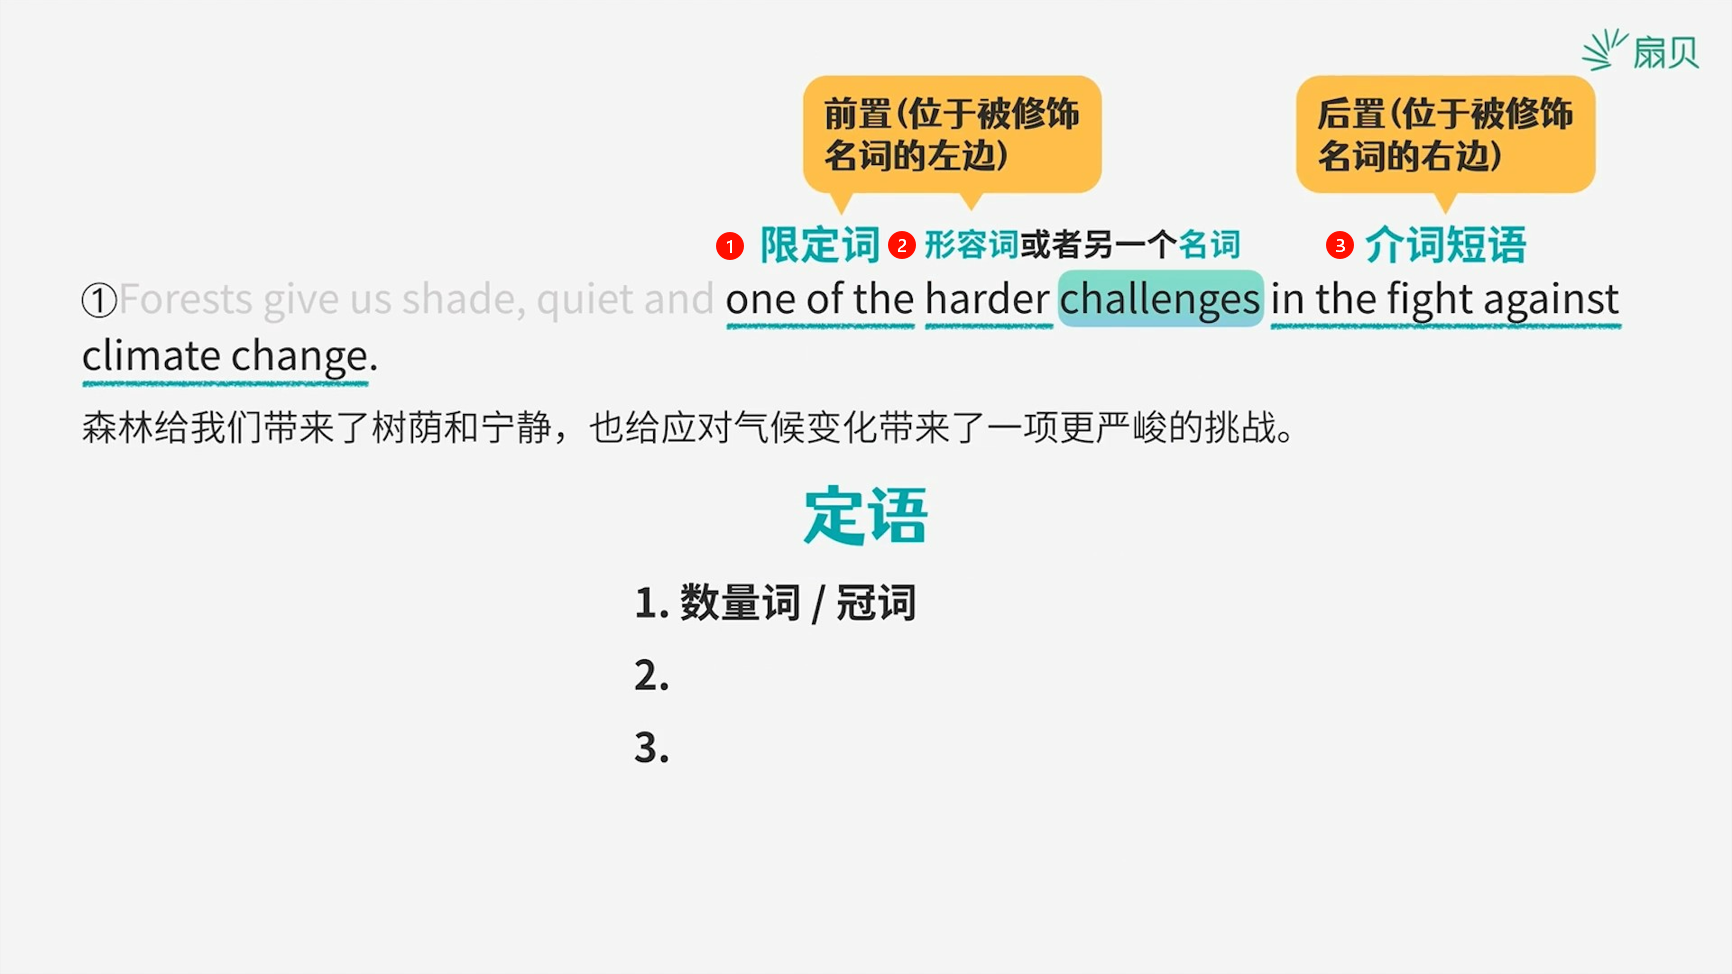 扇贝
前置(位于被修饰
名词的左边)
后置(位于被修饰
名词的右边)
1 限定词 2 形容词或者另一个名词 3 介词短语
①Forests give us shade, quiet and one of the harder challenges in the fight against
climate change.
森林给我们带来了树荫和宁静，也给应对气候变化带来了一项更严峻的挑战。
定语
1. 数量词 / 冠词
2.
3.